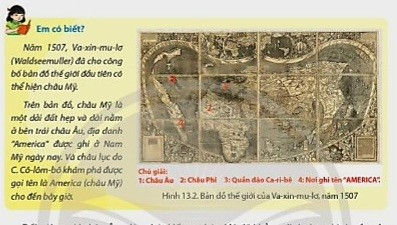 Em có biết?
Năm 1507, Va-xin-mu-lơ
(Waldseemuller) đã cho công
bố bản đồ thế giới đầu tiên có
thể hiện châu Mỹ.
Trên bản đồ, châu Mỹ là
một dải đất hẹp và dài nằm
ở bên trái châu Âu, địa danh
"America" được ghi ở Nam
Mỹ ngày nay. Và châu lục do
C. Cô-lôm-bô khám phá được
gọi tên là America (châu Mỹ)
cho đến bây giờ.
Chú giải:
1: Châu Âu 2: Châu Phi 3: Quần đảo Ca-ri-bê 4: Nơi ghi tên "AMERICA".
Hình 13.2. Bản đồ thế giới của Va-xin-mu-lơ, năm 1507